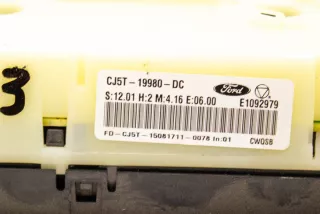 3
CJ5T-19980-DC
Ford
S:12.01 H:2 M:4.16 E:06.00 E1092979
FD-CJ5T-15081711-0078 In:01 CWQSB